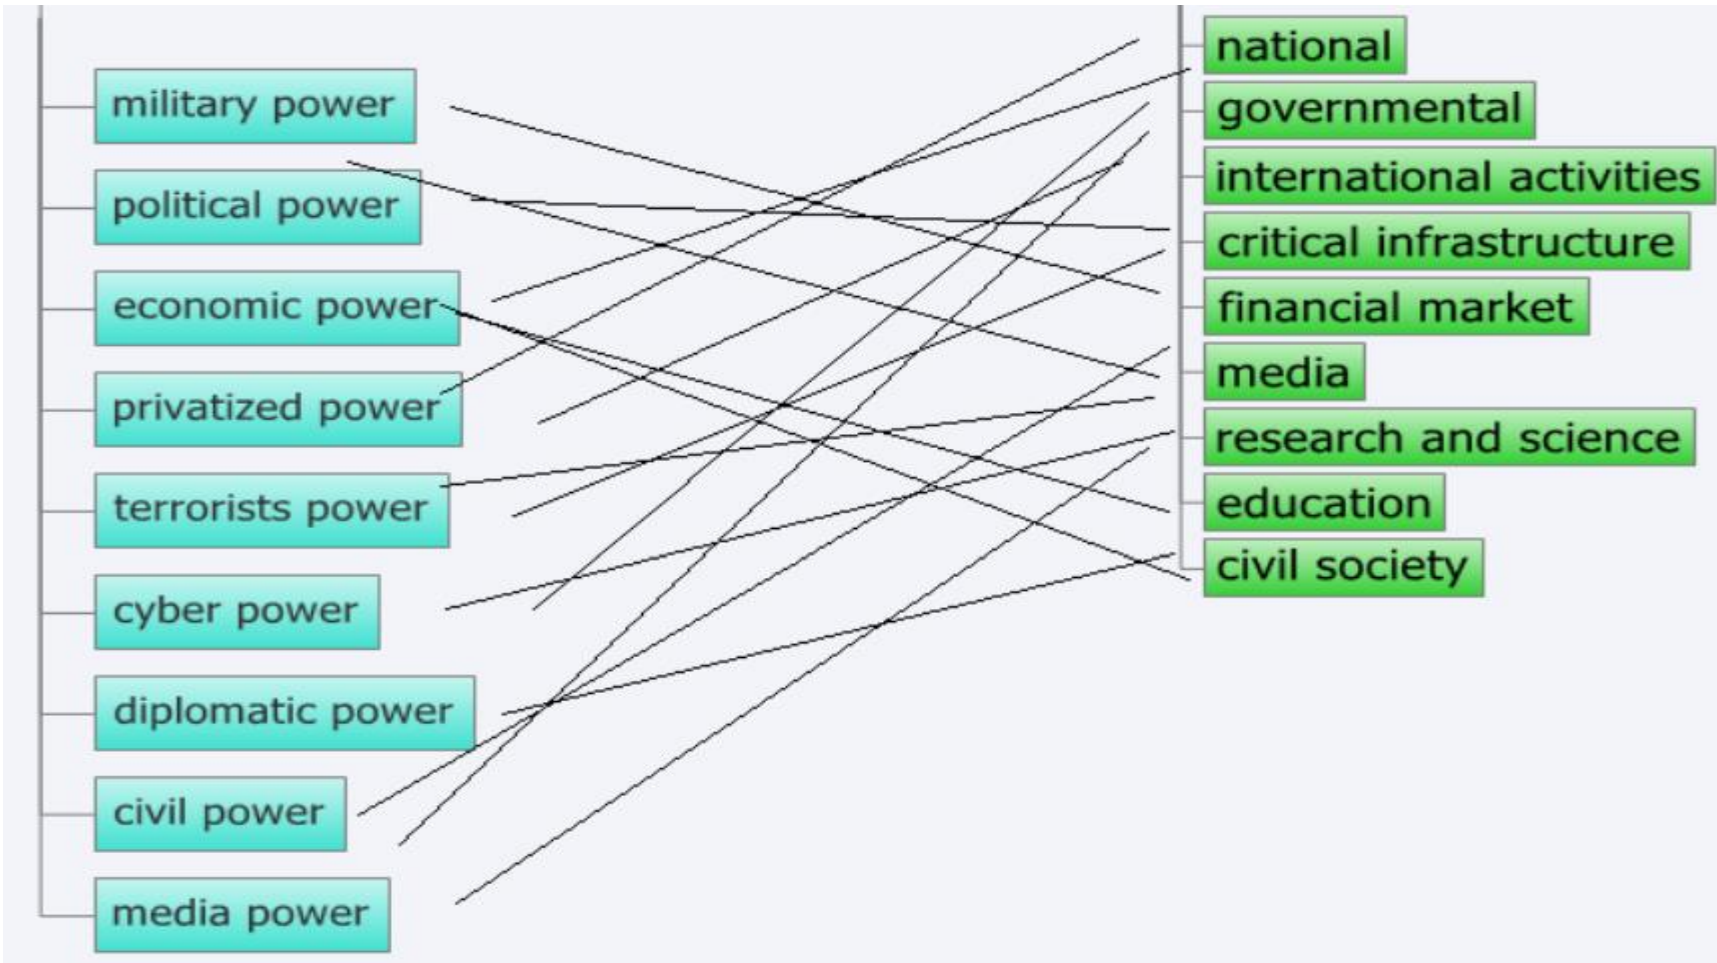 military power
political power
economic power
privatized power
terrorists power
cyber power
diplomatic power
civil power
media power
national
governmental
international activities
critical infrastructure
financial market
media
research and science
education
civil society